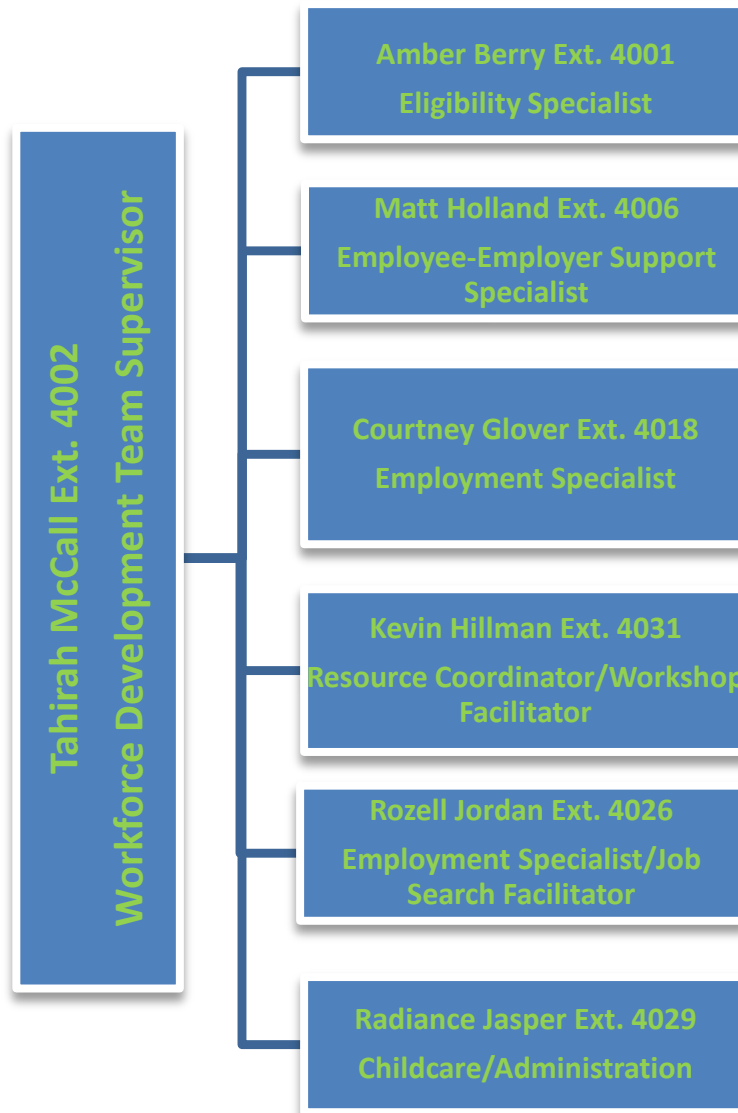 Tahirah McCall Ext. 4002
Workforce Development Team Supervisor
Amber Berry Ext. 4001
Eligibility Specialist
Matt Holland Ext. 4006
Employee-Employer Support
Specialist
Courtney Glover Ext. 4018
Employment Specialist
Kevin Hillman Ext. 4031
Resource Coordinator/Workshop
Facilitator
Rozell Jordan Ext. 4026
Employment Specialist/Job
Search Facilitator
Radiance Jasper Ext. 4029
Childcare/Administration